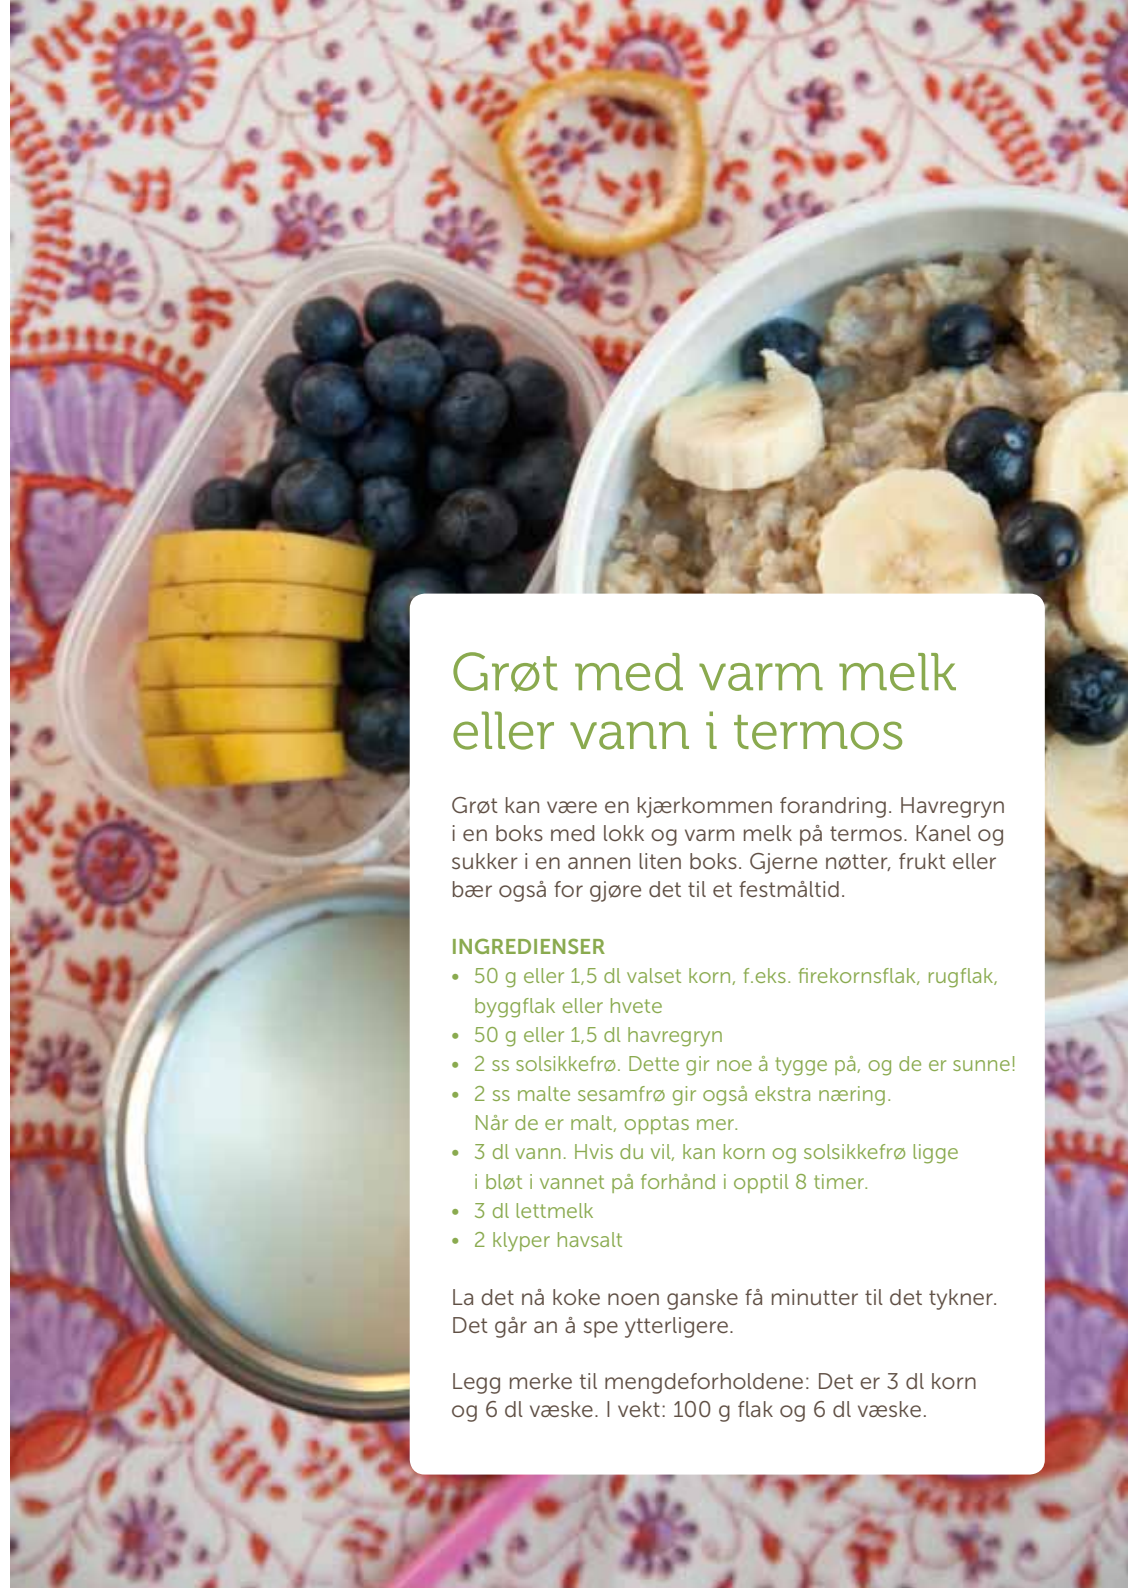 Grøt med varm melk
eller vann i termos
Grøt kan være en kjærkommen forandring. Havregryn
i en boks med lokk og varm melk på termos. Kanel og
sukker i en annen liten boks. Gjerne nøtter, frukt eller
bær også for gjøre det til et festmåltid.
INGREDIENSER
• 50 g eller 1,5 dl valset korn, f.eks. firekornsflak, rugflak,
byggflak eller hvete
• 50 g eller 1,5 dl havregryn
• 2 ss solsikkefrø. Dette gir noe å tygge på, og de er sunne!
• 2 ss malte sesamfrø gir også ekstra næring.
Når de er malt, opptas mer.
• 3 dl vann. Hvis du vil, kan korn og solsikkefrø ligge
i bløt i vannet på forhånd i opptil 8 timer.
• 3 dl lettmelk
• 2 klyper havsalt
La det nå koke noen ganske få minutter til det tykner.
Det går an å spe ytterligere.
Legg merke til mengdeforholdene: Det er 3 dl korn
og 6 dl væske. I vekt: 100 g flak og 6 dl væske.